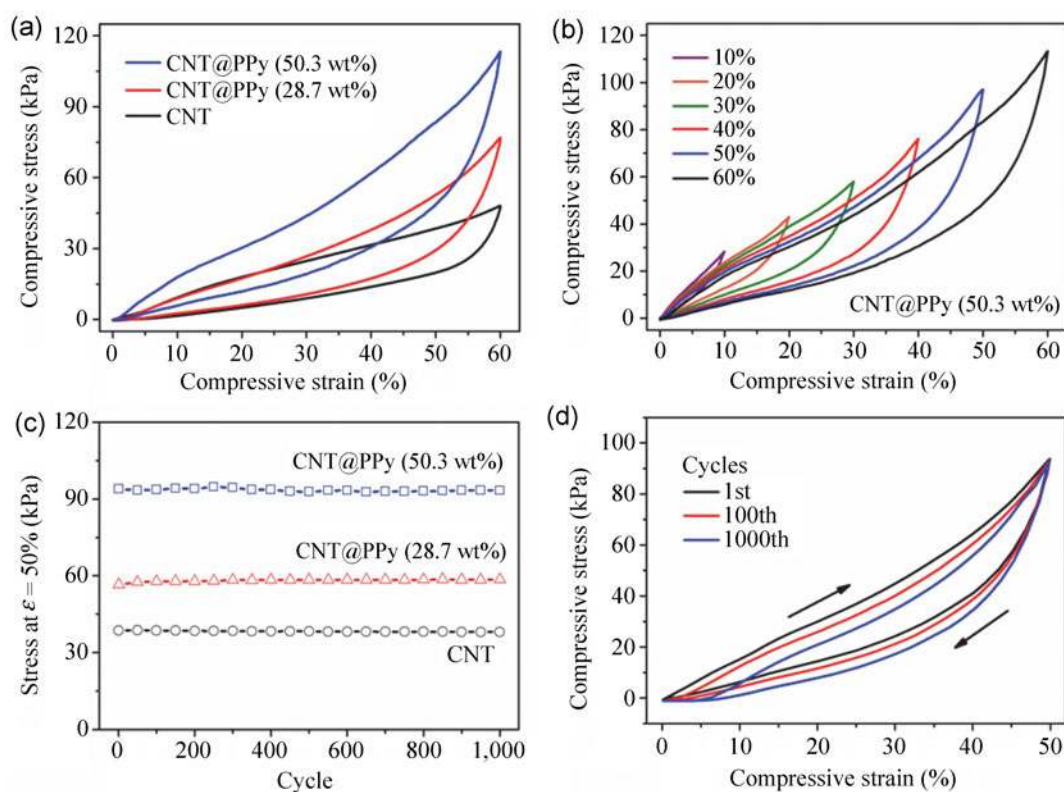 (a)
120
90
60
30
0
Compressive stress (kPa)
CNT@PPy (50.3 wt%)
CNT@PPy (28.7 wt%)
CNT
0 10 20 30 40 50 60
Compressive strain (%)
(b)
120
100
80
60
40
20
0
Compressive stress (kPa)
10%
20%
30%
40%
50%
60%
CNT@PPy (50.3 wt%)
0 10 20 30 40 50 60
Compressive strain (%)
(c)
120
90
60
30
0
Stress at ε = 50% (kPa)
CNT@PPy (50.3 wt%)
CNT@PPy (28.7 wt%)
CNT
0 200 400 600 800 1,000
Cycle
(d)
100
80
60
40
20
0
Compressive stress (kPa)
Cycles
1st
100th
1000th
0 10 20 30 40 50
Compressive strain (%)